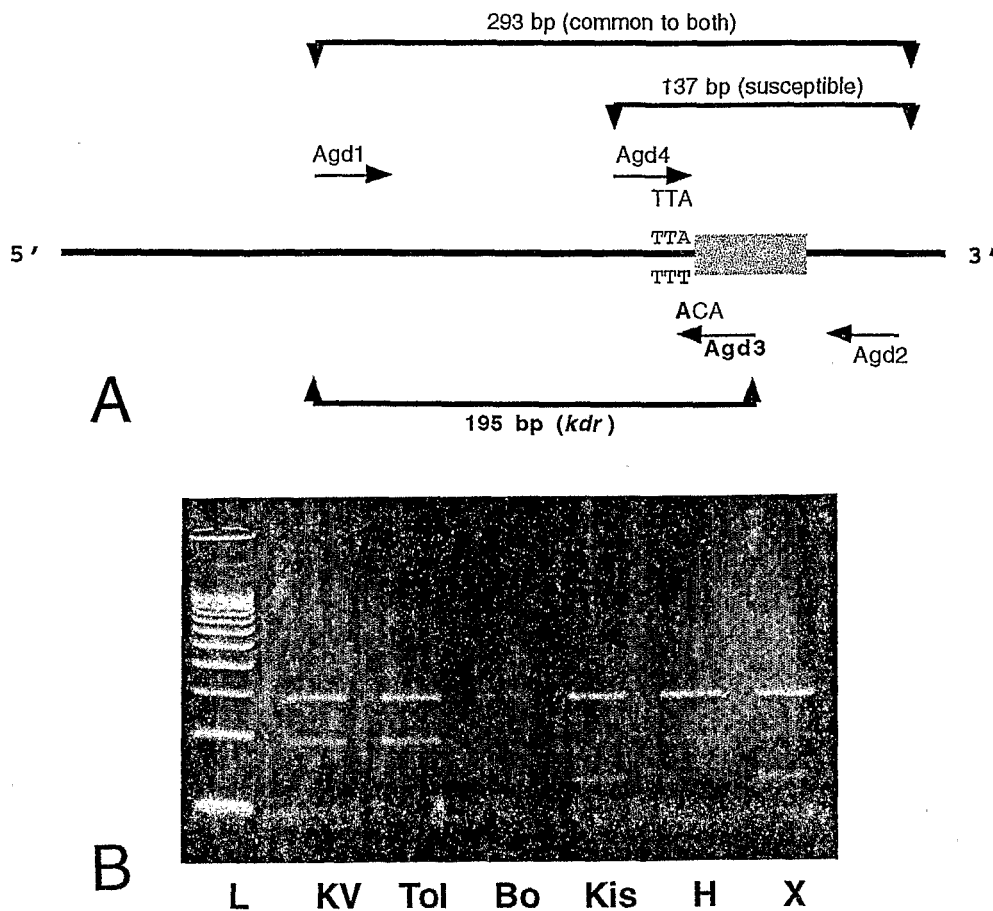 293 bp (common to both)
137 bp (susceptible)
Agd1
Agd4
TTA
5' TTA 3'
TTT
ACA
Agd3
Agd2
A
195 bp (kdr)
B
L KV Tol Bo Kis H X